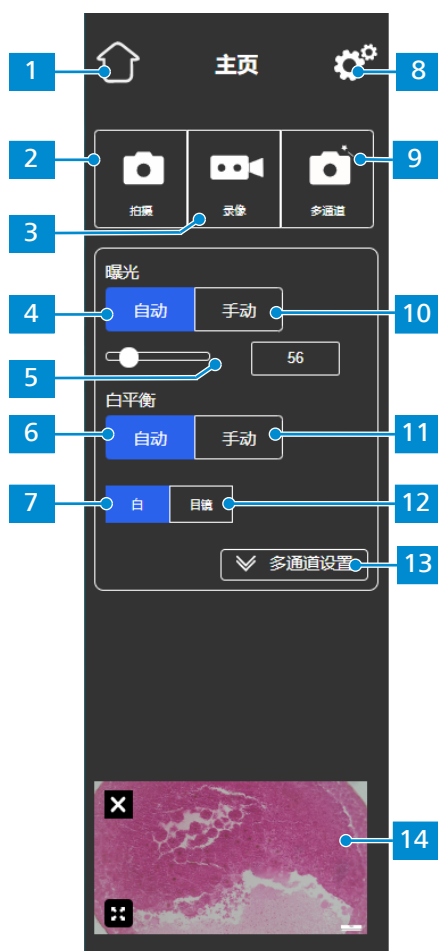 1 主页 8
2 拍摄 录像 多通道 9
3
曝光
4 自动 手动 10
5 56
白平衡
6 自动 手动 11
7 白 目镜 12
多通道设置 13
14